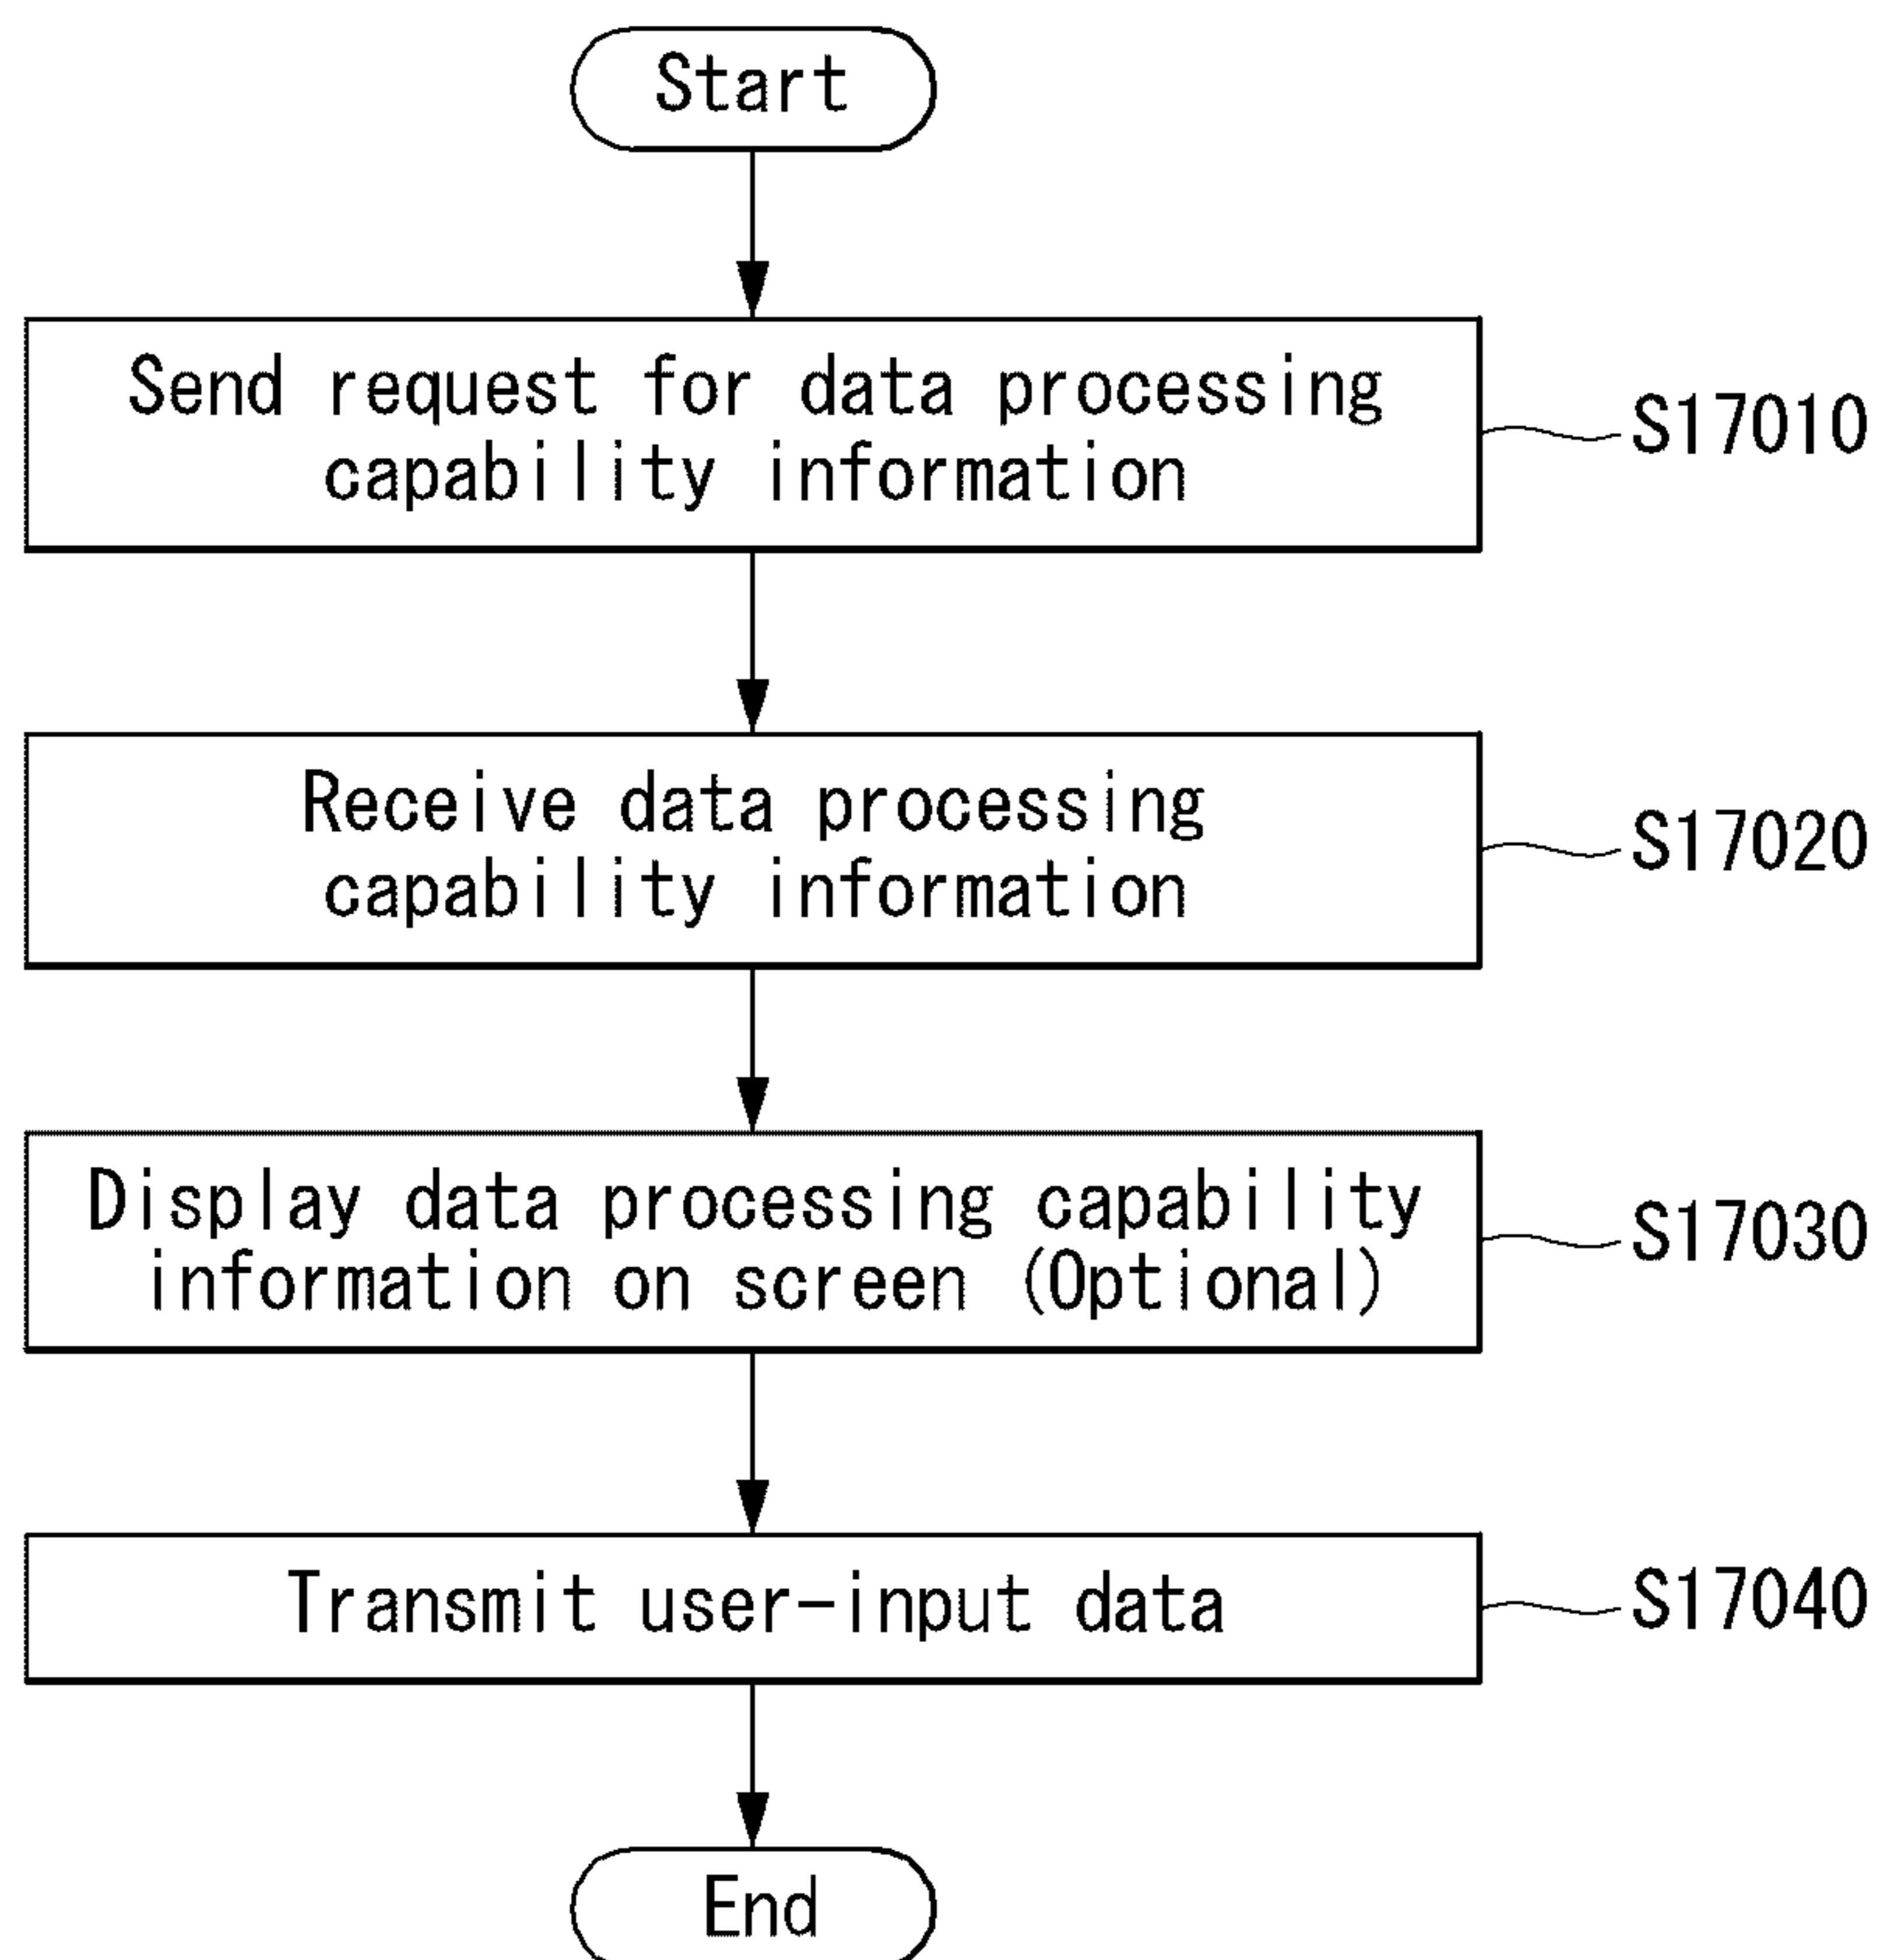 Start
Send request for data processing
capability information
S17010
Receive data processing
capability information
S17020
Display data processing capability
information on screen (Optional)
S17030
Transmit user-input data
S17040
End